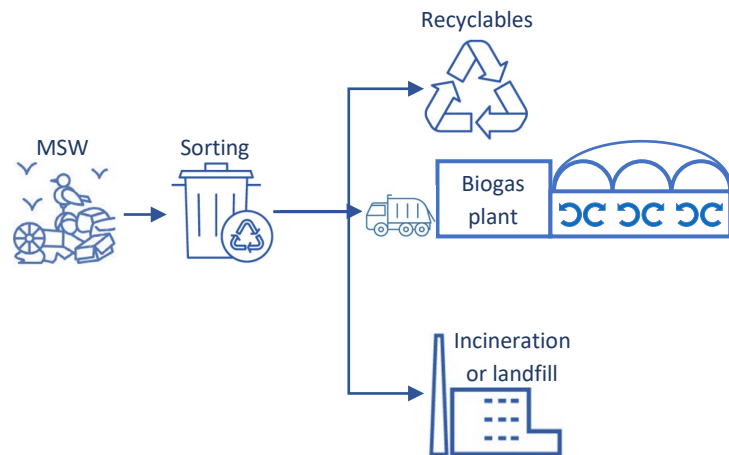 Recyclables
MSW
Sorting
Biogas
plant
Incineration
or landfill